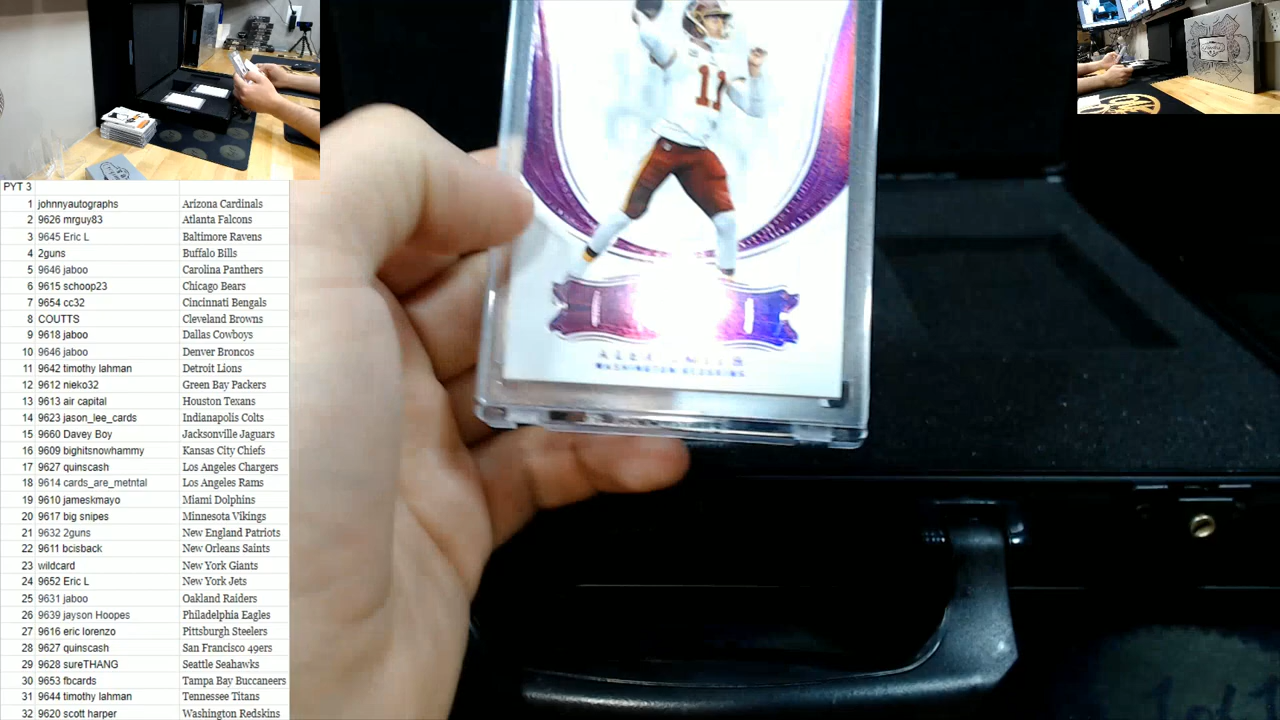 PYT 3
1 johnnyautographs Arizona Cardinals
2 9626 mrguy83 Atlanta Falcons
3 9645 Eric L Baltimore Ravens
4 2guns Buffalo Bills
5 9646 jaboo Carolina Panthers
6 9615 schoop23 Chicago Bears
7 9654 cc32 Cincinnati Bengals
8 COUTTS Cleveland Browns
9 9618 jaboo Dallas Cowboys
10 9646 jaboo Denver Broncos
11 9642 timothy lahman Detroit Lions
12 9612 nieko32 Green Bay Packers
13 9613 air capital Houston Texans
14 9623 jason_lee_cards Indianapolis Colts
15 9660 Davey Boy Jacksonville Jaguars
16 9609 bighitsnowhammy Kansas City Chiefs
17 9627 quinscash Los Angeles Chargers
18 9614 cards_are_metntal Los Angeles Rams
19 9610 jameskmayo Miami Dolphins
20 9617 big snipes Minnesota Vikings
21 9632 2guns New England Patriots
22 9611 bcisback New Orleans Saints
23 wildcard New York Giants
24 9652 Eric L New York Jets
25 9631 jaboo Oakland Raiders
26 9639 jayson Hoopes Philadelphia Eagles
27 9616 eric lorenzo Pittsburgh Steelers
28 9627 quinscash San Francisco 49ers
29 9628 sureTHANG Seattle Seahawks
30 9653 fbcards Tampa Bay Buccaneers
31 9644 timothy lahman Tennessee Titans
32 9620 scott harper Washington Redskins
11
ALEX SMITH
WASHINGTON REDSKINS